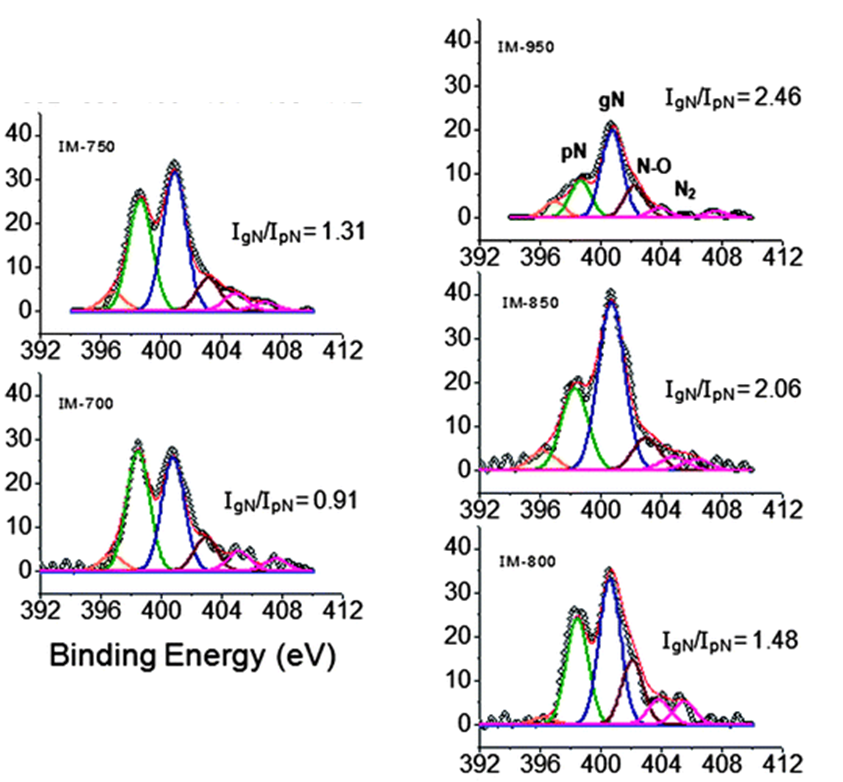 IM-750
40
30
20
10
0
IgN/IpN= 1.31
392 396 400 404 408 412
IM-700
40
30
20
10
0
IgN/IpN= 0.91
392 396 400 404 408 412
Binding Energy (eV)
IM-950
40
30
20
10
0
pN
gN
N-O
N2
IgN/IpN= 2.46
392 396 400 404 408 412
IM-850
40
30
20
10
0
IgN/IpN= 2.06
392 396 400 404 408 412
IM-800
40
30
20
10
0
IgN/IpN= 1.48
392 396 400 404 408 412